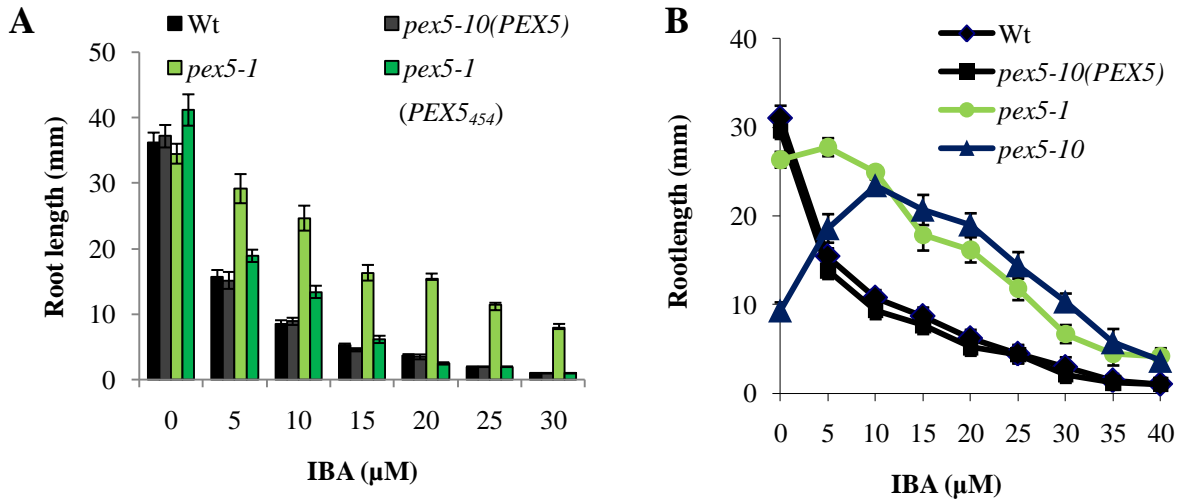 A
Wt
pex5-10(PEX5)
pex5-1
pex5-1
(PEX5454)
Root length (mm)
50
40
30
20
10
0
0 5 10 15 20 25 30
IBA (µM)
B
Wt
pex5-10(PEX5)
pex5-1
pex5-10
Rootlength (mm)
40
30
20
10
0
0 5 10 15 20 25 30 35 40
IBA (µM)